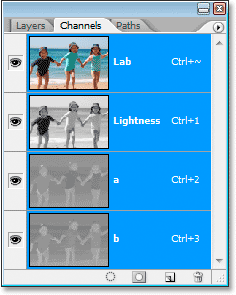 Layers Channels Paths
Lab Ctrl+~
Lightness Ctrl+1
a Ctrl+2
b Ctrl+3